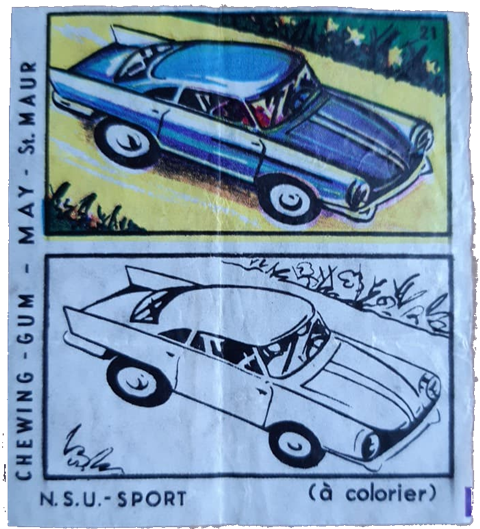 21
CHEWING-GUM - MAY - St. MAUR
N.S.U.-SPORT
(à colorier)